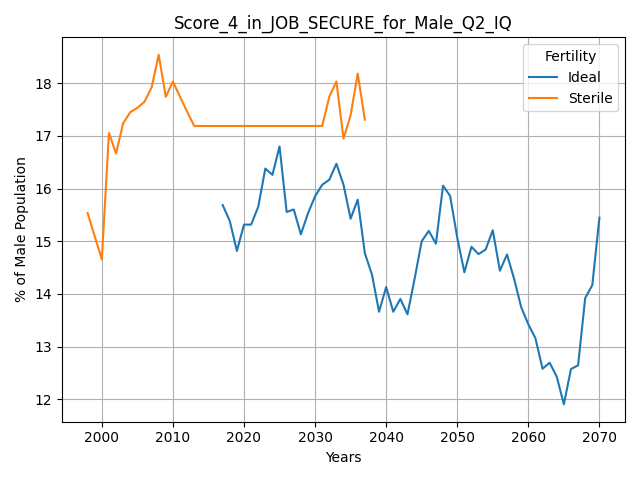 Score_4_in_JOB_SECURE_for_Male_Q2_IQ
Fertility
Ideal
Sterile
% of Male Population
18
17
16
15
14
13
12
2000
2010
2020
2030
2040
2050
2060
2070
Years